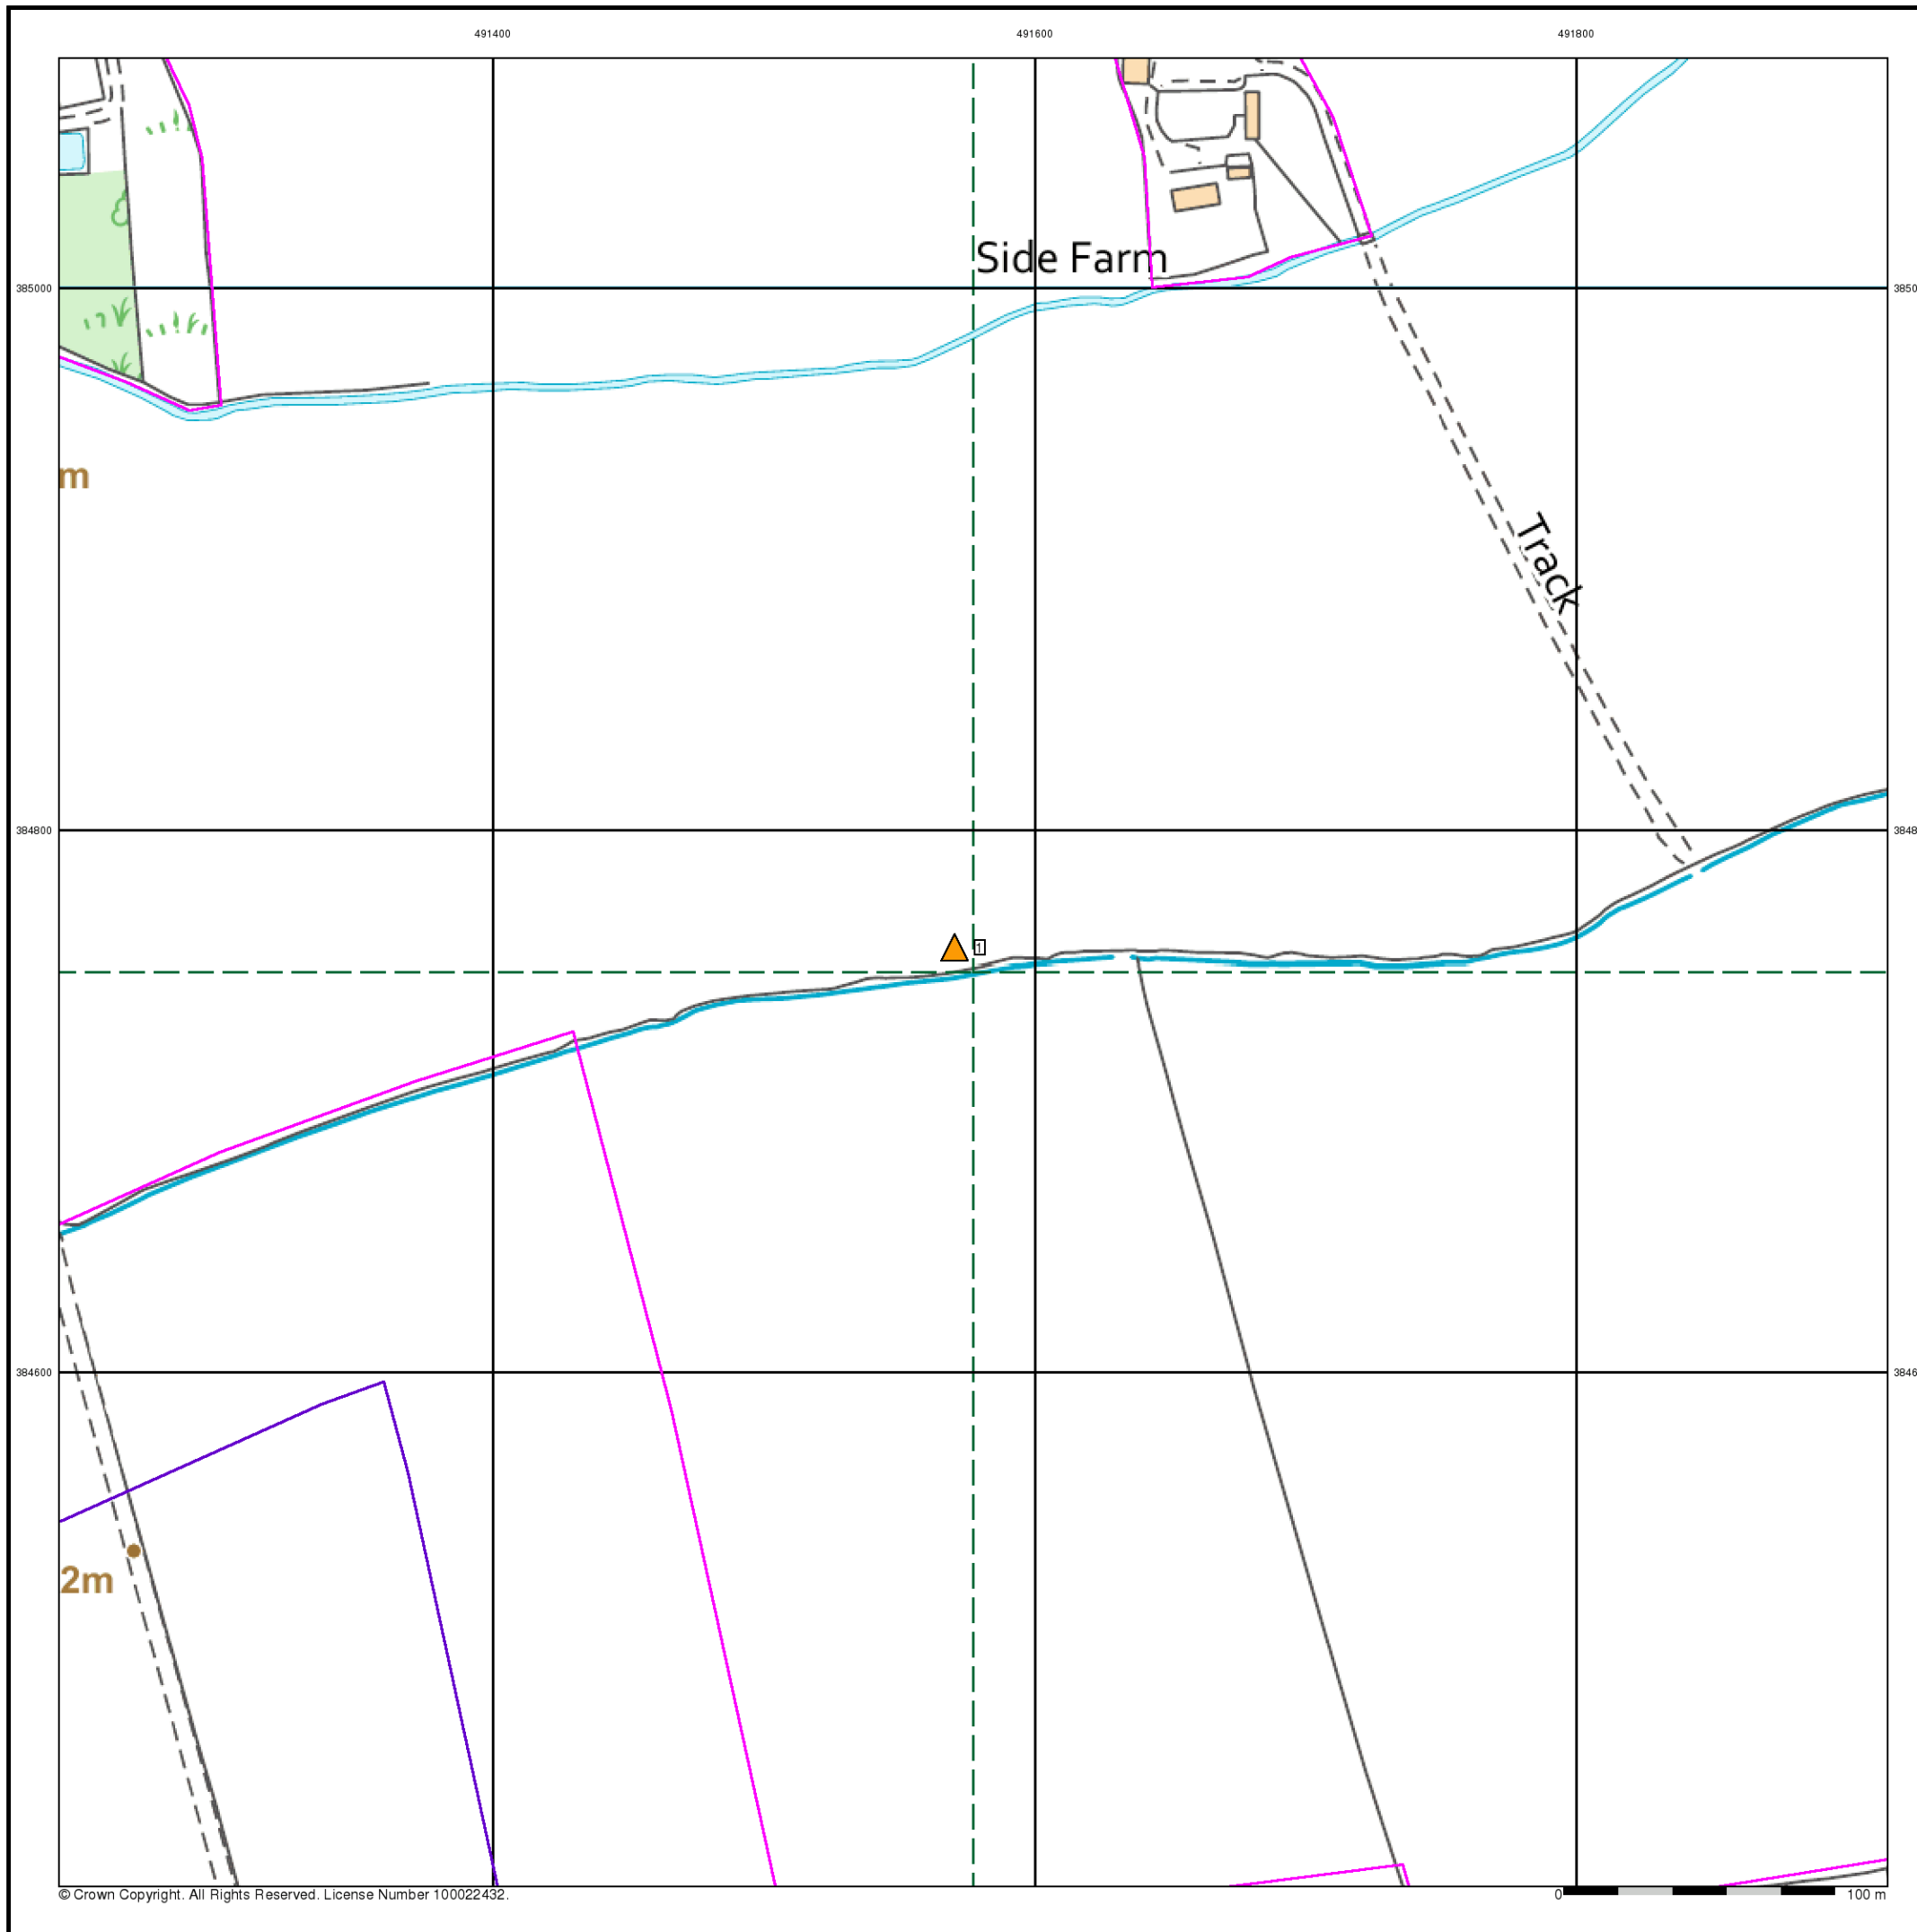 491400 491600 491800
Side Farm
385000 3850
m
Track
384800 3848
1
384600 3846
2m
© Crown Copyright. All Rights Reserved. License Number 100022432.
0 100 m